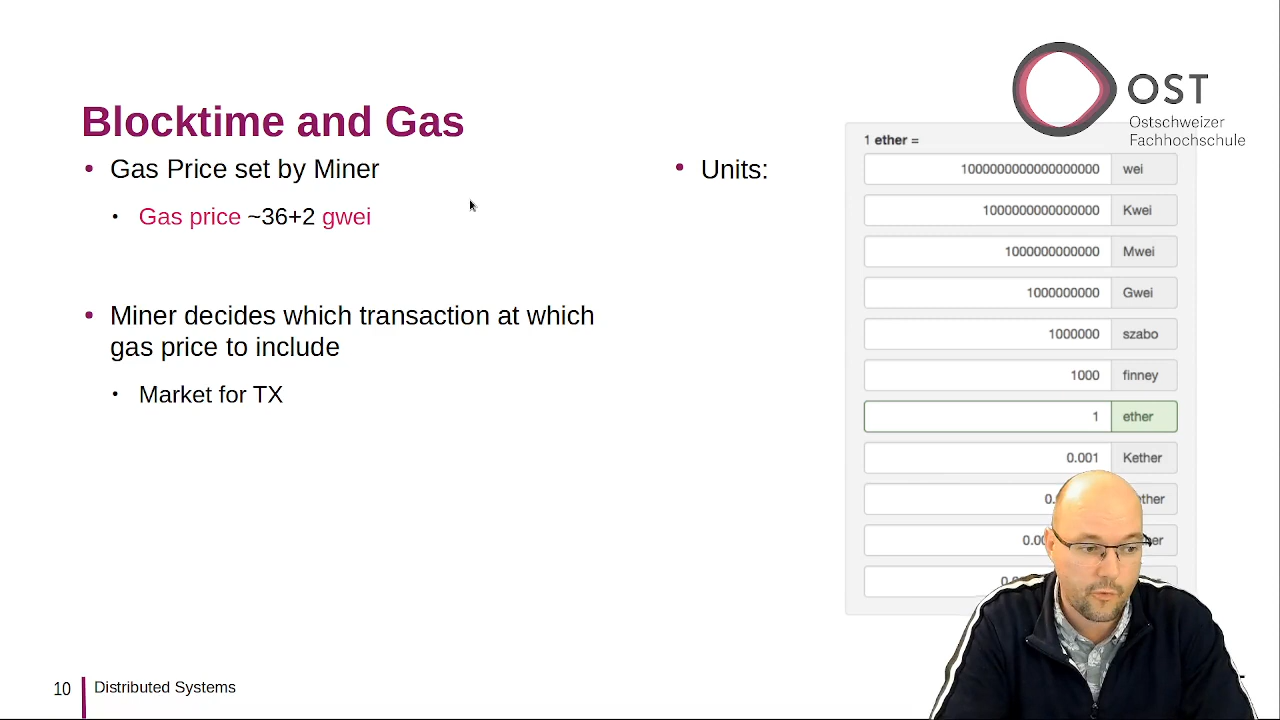 OST
Ostschweizer
Fachhochschule
Blocktime and Gas
Gas Price set by Miner
Gas price ~36+2 gwei
Miner decides which transaction at which
gas price to include
Market for TX
Units:
1 ether =
1000000000000000000 wei
1000000000000000 Kwei
1000000000000 Mwei
1000000000 Gwei
1000000 szabo
1000 finney
1 ether
0.001 Kether
10 Distributed Systems